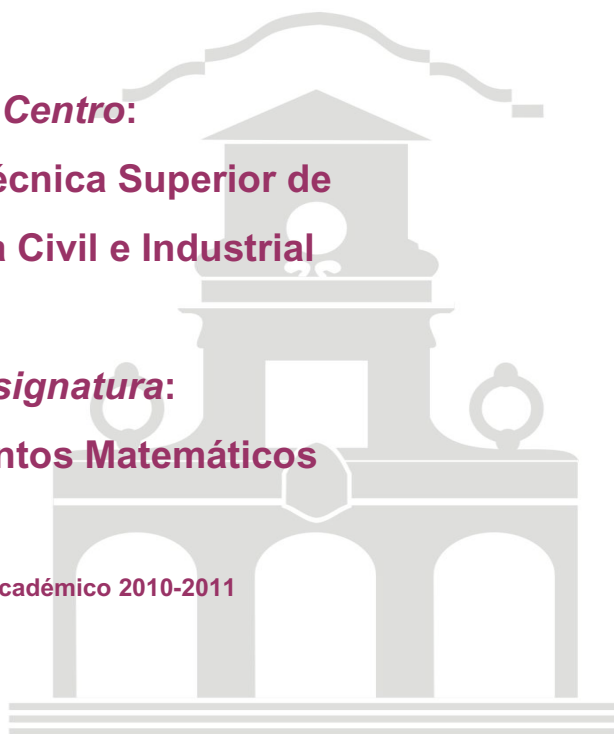 Centro:
écnica Superior de
a Civil e Industrial
signatura:
ntos Matemáticos
cadémico 2010-2011